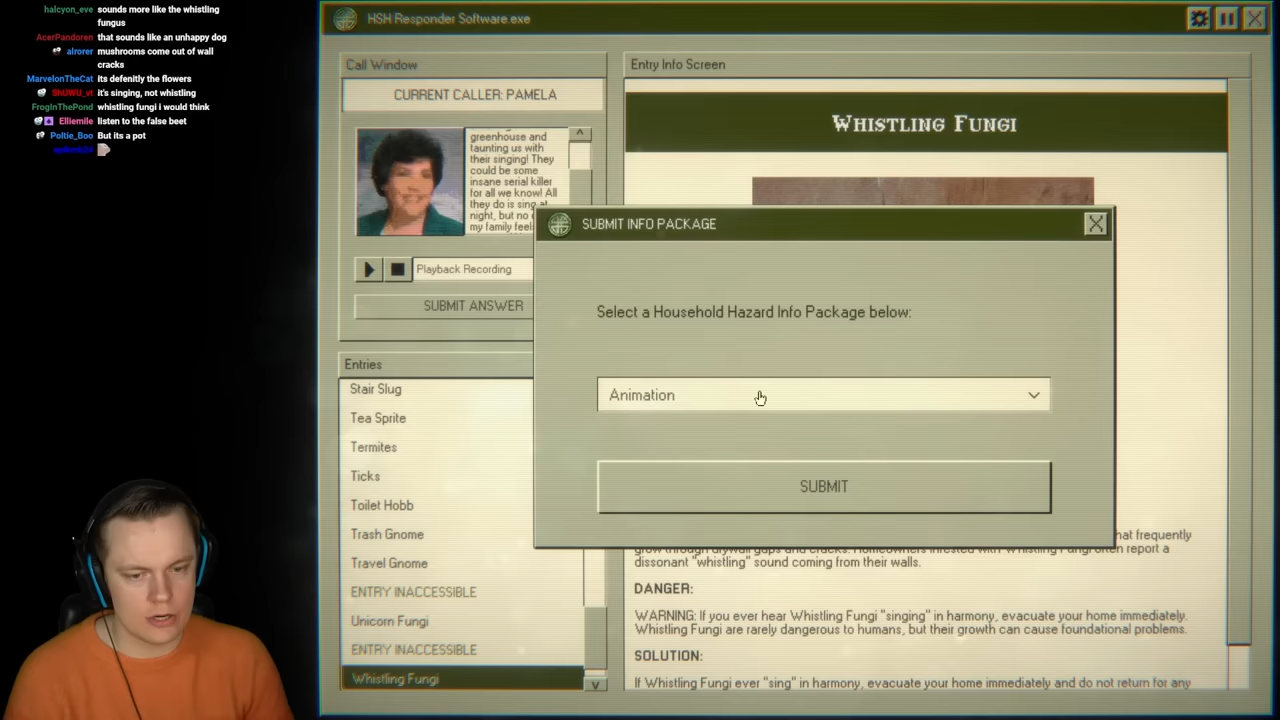 halcyon_eve sounds more like the whistling
fungus
AcerPandoren that sounds like an unhappy dog
alrorer mushrooms come out of wall
cracks
MarvelonTheCat its defenitly the flowers
ShUWU_vt it's singing, not whistling
FrogInThePond whistling fungi i would think
Elliemile listen to the false beet
Poltie_Boo But its a pot
HSH Responder Software.exe
Call Window
CURRENT CALLER: PAMELA
greenhouse and
taunting us with
their singing! They
could be some
insane serial killer
for all we know! All
they do is sing at
night, but no
my family feels
Playback Recording
SUBMIT ANSWER
Entries
Stair Slug
Tea Sprite
Termites
Ticks
Toilet Hobb
Trash Gnome
Travel Gnome
ENTRY INACCESSIBLE
Unicorn Fungi
ENTRY INACCESSIBLE
Whistling Fungi
Entry Info Screen
WHISTLING FUNGI
SUBMIT INFO PACKAGE
Select a Household Hazard Info Package below:
Animation
SUBMIT
that frequently
grow through drywall gaps and cracks. Homeowners infested with Whistling Fungi often report a
dissonant "whistling" sound coming from their walls.
DANGER:
WARNING: If you ever hear Whistling Fungi "singing" in harmony, evacuate your home immediately.
Whistling Fungi are rarely dangerous to humans, but their growth can cause foundational problems.
SOLUTION:
If Whistling Fungi ever "sing" in harmony, evacuate your home immediately and do not return for any